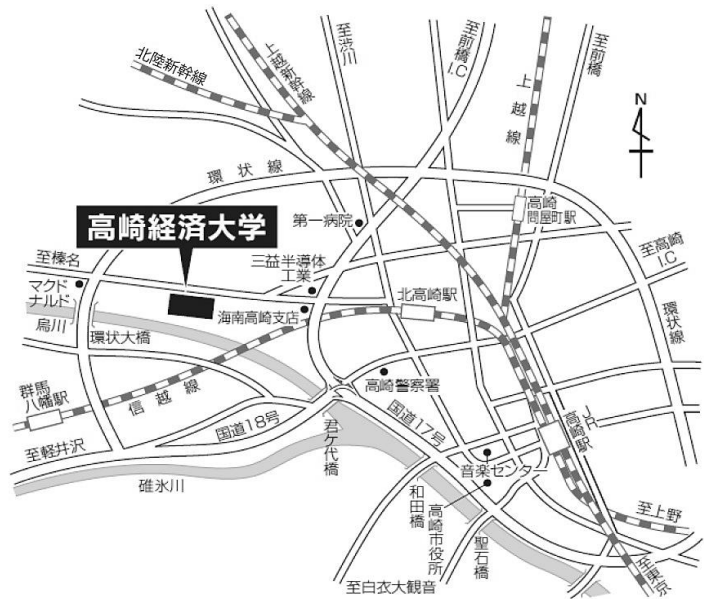 北陸新幹線
上越新幹線
至渋川
至前橋
I.C
上越線
至前橋
N
環状線
高崎
問屋町駅
第一病院
高崎経済大学
至榛名
三益半導体
工業
至高崎
I.C
マクド
ナルド
北高崎駅
海南高崎支店
烏川
環状大橋
環状線
高崎警察署
信越線
群馬
八幡駅
国道18号
国道17号
君ケ代橋
JR
高崎駅
至軽井沢
音楽センター
碓氷川
和田橋
高崎市役所
聖石橋
至上野
至白衣大観音
至東京